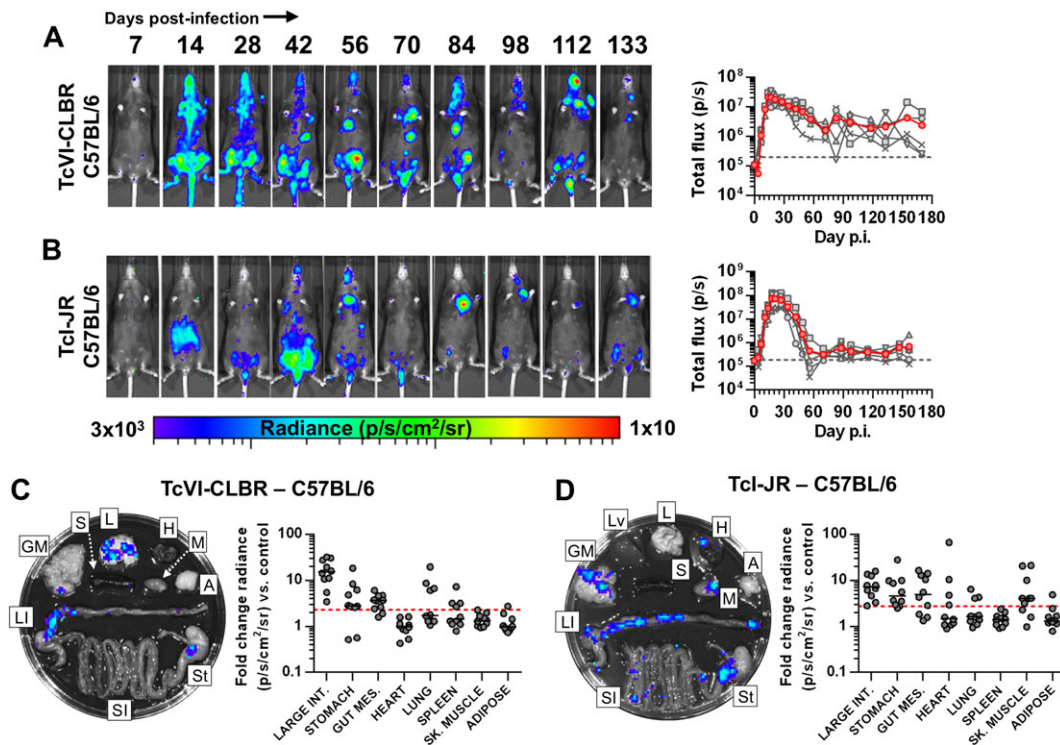 Days post-infection
A
7 14 28 42 56 70 84 98 112 133
TcVI-CLBR
C57BL/6
Total flux (p/s)
10⁸
10⁷
10⁶
10⁵
10⁴
0 30 60 90 120 150 180
Day p.i.
B
TcI-JR
C57BL/6
Total flux (p/s)
10⁹
10⁸
10⁷
10⁶
10⁵
10⁴
0 30 60 90 120 150 180
Day p.i.
3x10³ Radiance (p/s/cm²/sr) 1x10
C TcVI-CLBR – C57BL/6
GM S L H M A LI St SI
Fold change radiance
(p/s/cm²/sr) vs. control
100
10
1
0.1
LARGE INT.
STOMACH
GUT MES.
HEART
LUNG
SPLEEN
SK. MUSCLE
ADIPOSE
D TcI-JR – C57BL/6
GM Lv L H S A M LI SI St
Fold change radiance
(p/s/cm²/sr) vs. control
100
10
1
0.1
LARGE INT.
STOMACH
GUT MES.
HEART
LUNG
SPLEEN
SK. MUSCLE
ADIPOSE